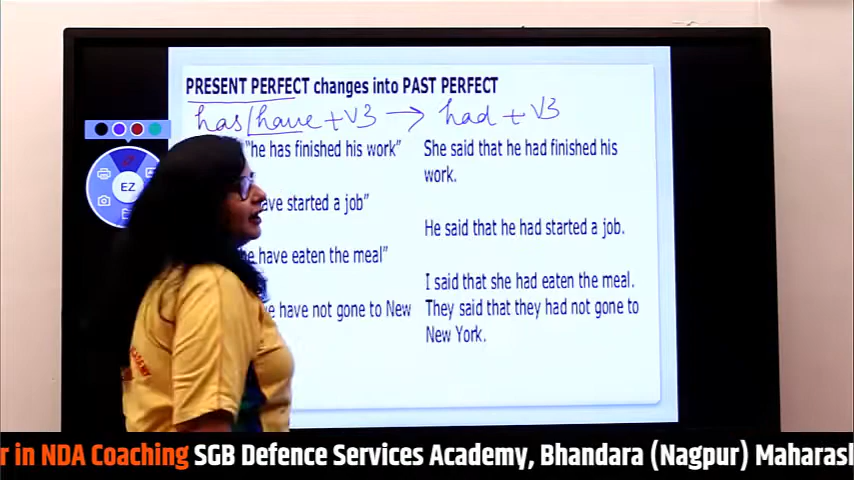 PRESENT PERFECT changes into PAST PERFECT
has/have + V3 → had + V3
"he has finished his work"
She said that he had finished his
work.
have started a job"
He said that he had started a job.
have eaten the meal"
I said that she had eaten the meal.
have not gone to New
They said that they had not gone to
New York.
EZ
r in NDA Coaching SGB Defence Services Academy, Bhandara (Nagpur) Maharas